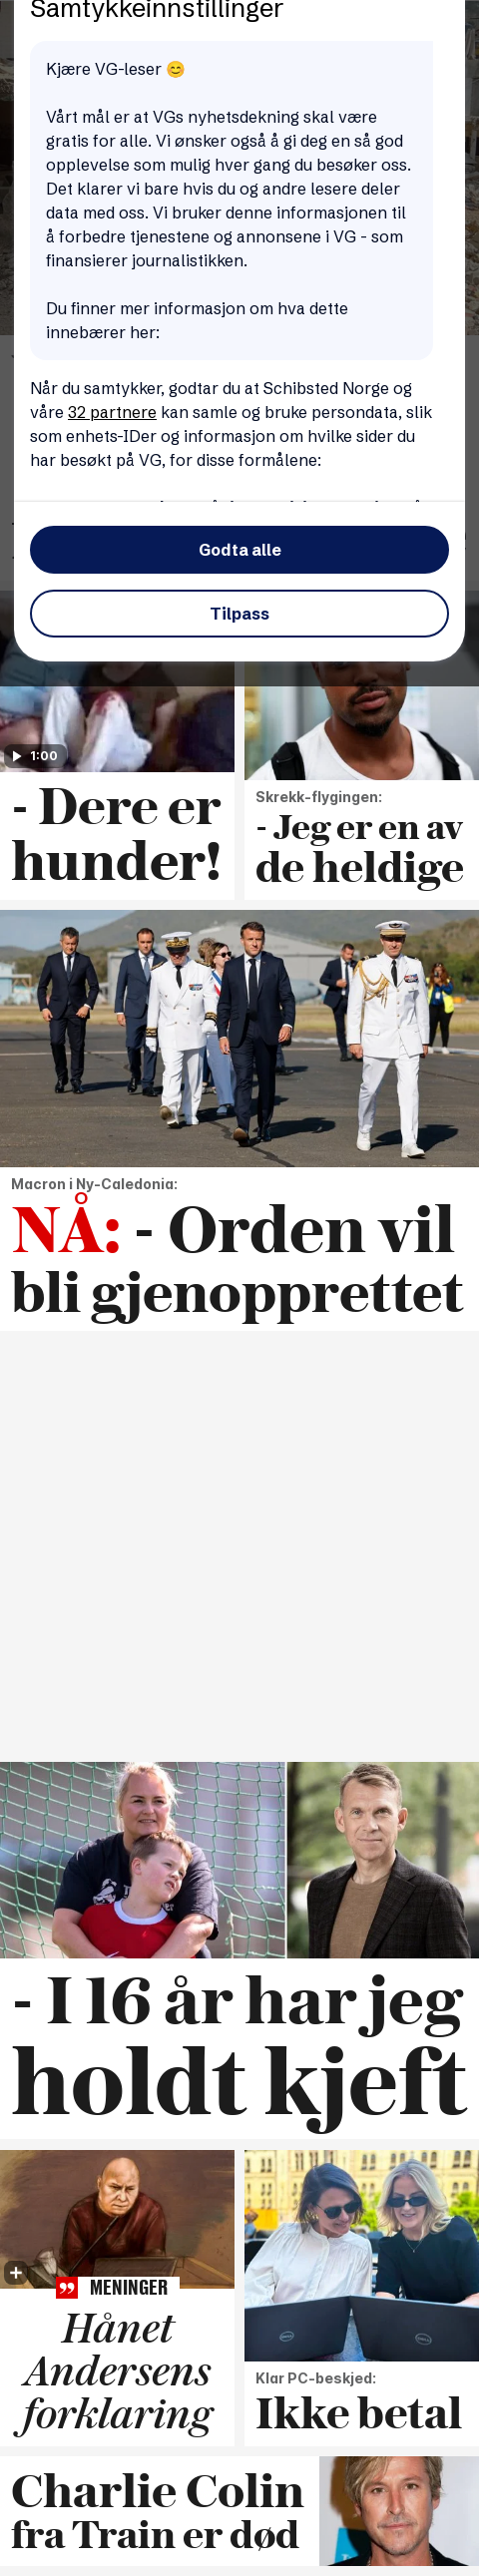 Samtykkeinnstillinger
Kjære VG-leser 😊
Vårt mål er at VGs nyhetsdekning skal være
gratis for alle. Vi ønsker også å gi deg en så god
opplevelse som mulig hver gang du besøker oss.
Det klarer vi bare hvis du og andre lesere deler
data med oss. Vi bruker denne informasjonen til
å forbedre tjenestene og annonsene i VG - som
finansierer journalistikken.
Du finner mer informasjon om hva dette
innebærer her:
Når du samtykker, godtar du at Schibsted Norge og
våre 32 partnere kan samle og bruke persondata, slik
som enhets-IDer og informasjon om hvilke sider du
har besøkt på VG, for disse formålene:
Godta alle
Tilpass
1:00
- Dere er
hunder!
Skrekk-flygingen:
- Jeg er en av
de heldige
Macron i Ny-Caledonia:
NÅ: - Orden vil
bli gjenopprettet
- I 16 år har jeg
holdt kjeft
MENINGER
Hånet
Andersens
forklaring
DELL
DELL
Klar PC-beskjed:
Ikke betal
Charlie Colin
fra Train er død